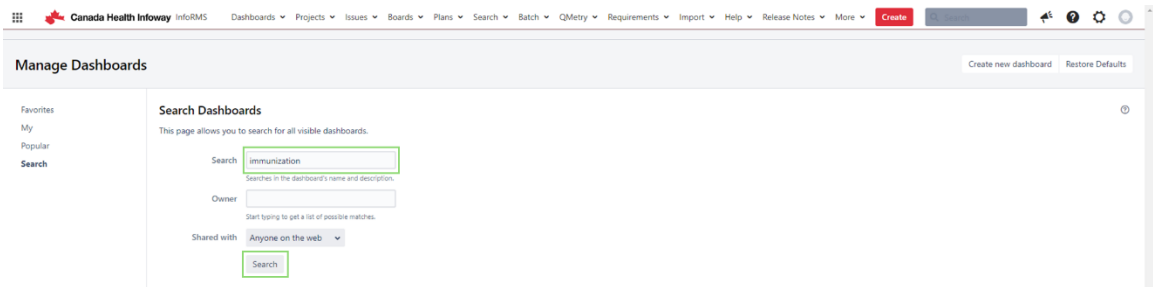 Canada Health Infoway InfoRMS Dashboards Projects Issues Boards Plans Search Batch QMetry Requirements Import Help Release Notes More Create Search
Manage Dashboards
Create new dashboard Restore Defaults
Favorites
My
Popular
Search
Search Dashboards
This page allows you to search for all visible dashboards.
Search immunization
Searches in the dashboard's name and description.
Owner
Start typing to get a list of possible matches.
Shared with Anyone on the web
Search